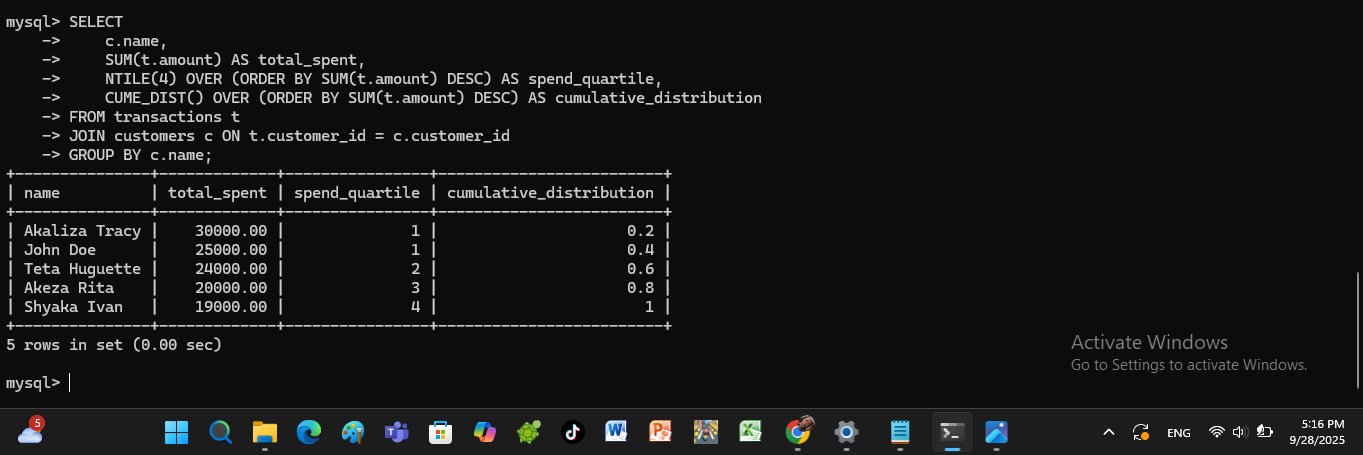 mysql> SELECT
    ->     c.name,
    ->     SUM(t.amount) AS total_spent,
    ->     NTILE(4) OVER (ORDER BY SUM(t.amount) DESC) AS spend_quartile,
    ->     CUME_DIST() OVER (ORDER BY SUM(t.amount) DESC) AS cumulative_distribution
    -> FROM transactions t
    -> JOIN customers c ON t.customer_id = c.customer_id
    -> GROUP BY c.name;
+---------------+-------------+----------------+-------------------------+
| name          | total_spent | spend_quartile | cumulative_distribution |
+---------------+-------------+----------------+-------------------------+
| Akaliza Tracy |    30000.00 |              1 |                     0.2 |
| John Doe      |    25000.00 |              1 |                     0.4 |
| Teta Huguette |    24000.00 |              2 |                     0.6 |
| Akeza Rita    |    20000.00 |              3 |                     0.8 |
| Shyaka Ivan   |    19000.00 |              4 |                       1 |
+---------------+-------------+----------------+-------------------------+
5 rows in set (0.00 sec)
mysql>
Activate Windows
Go to Settings to activate Windows.
5
ENG
5:16 PM
9/28/2025